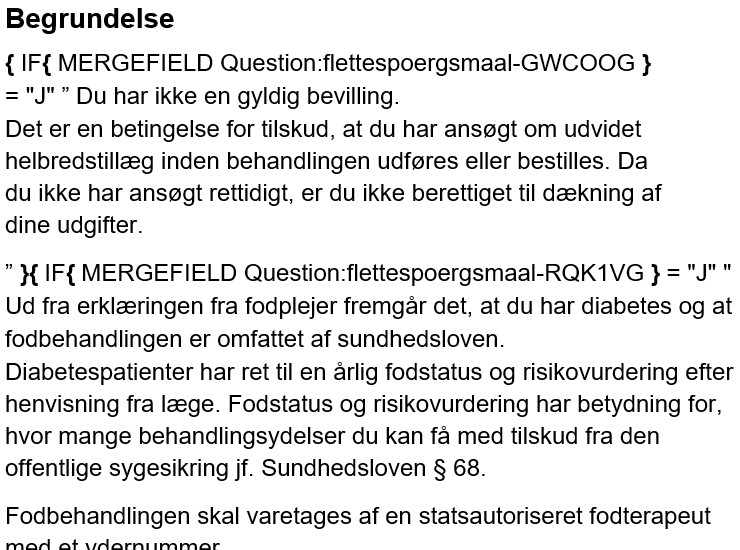 Begrundelse
{ IF{ MERGEFIELD Question:flettespoergsmaal-GWCOOG }
= "J" ” Du har ikke en gyldig bevilling.
Det er en betingelse for tilskud, at du har ansøgt om udvidet
helbredstillæg inden behandlingen udføres eller bestilles. Da
du ikke har ansøgt rettidigt, er du ikke berettiget til dækning af
dine udgifter.
” }{ IF{ MERGEFIELD Question:flettespoergsmaal-RQK1VG } = "J" "
Ud fra erklæringen fra fodplejer fremgår det, at du har diabetes og at
fodbehandlingen er omfattet af sundhedsloven.
Diabetespatienter har ret til en årlig fodstatus og risikovurdering efter
henvisning fra læge. Fodstatus og risikovurdering har betydning for,
hvor mange behandlingsydelser du kan få med tilskud fra den
offentlige sygesikring jf. Sundhedsloven § 68.
Fodbehandlingen skal varetages af en statsautoriseret fodterapeut
med et ydernummer